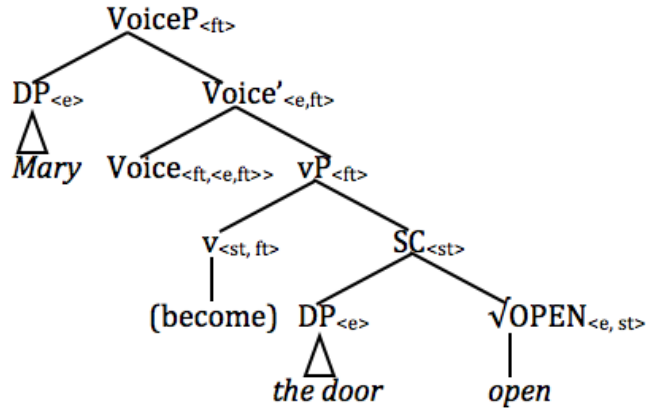 VoiceP<ft>
DP<e> Voice’<e,ft>
Mary Voice<ft,<e,ft>> vP<ft>
v<st, ft> SC<st>
(become) DP<e> √OPEN<e, st>
the door open